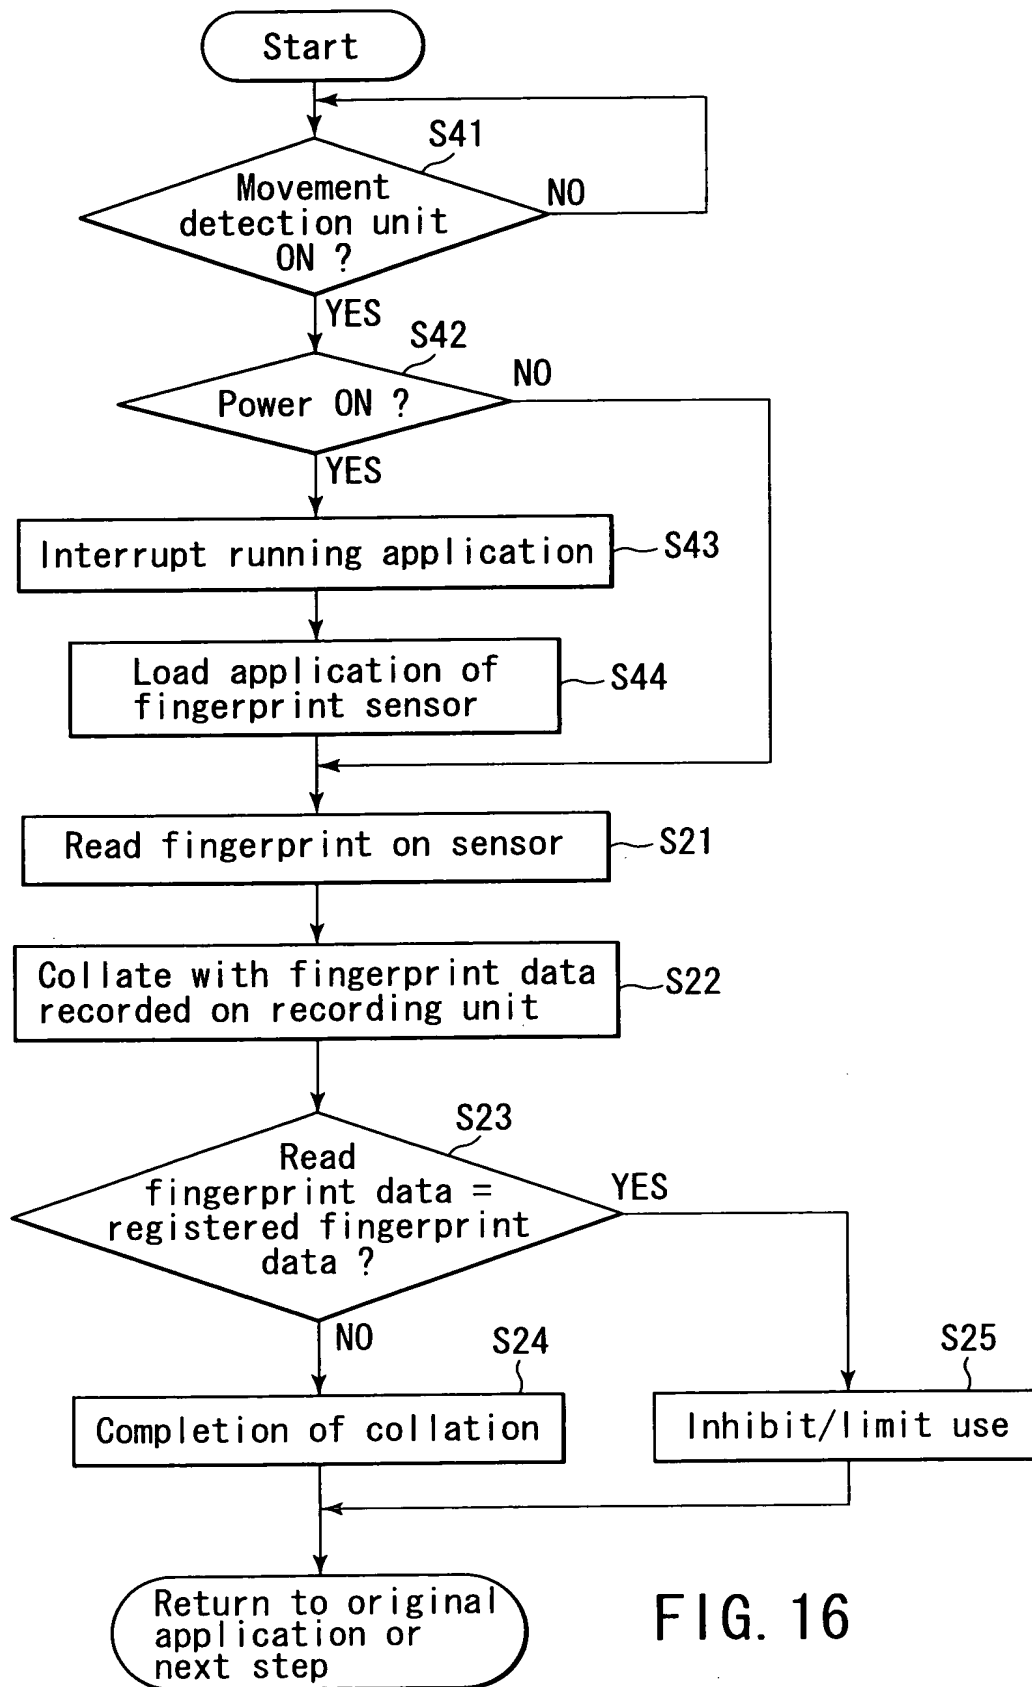 Start
S41
Movement
detection unit
ON ?
NO
YES
S42
Power ON ?
NO
YES
Interrupt running application
S43
Load application of
fingerprint sensor
S44
Read fingerprint on sensor
S21
Collate with fingerprint data
recorded on recording unit
S22
S23
Read
fingerprint data =
registered fingerprint
data ?
YES
NO
S24
S25
Completion of collation
Inhibit/limit use
Return to original
application or
next step
FIG. 16